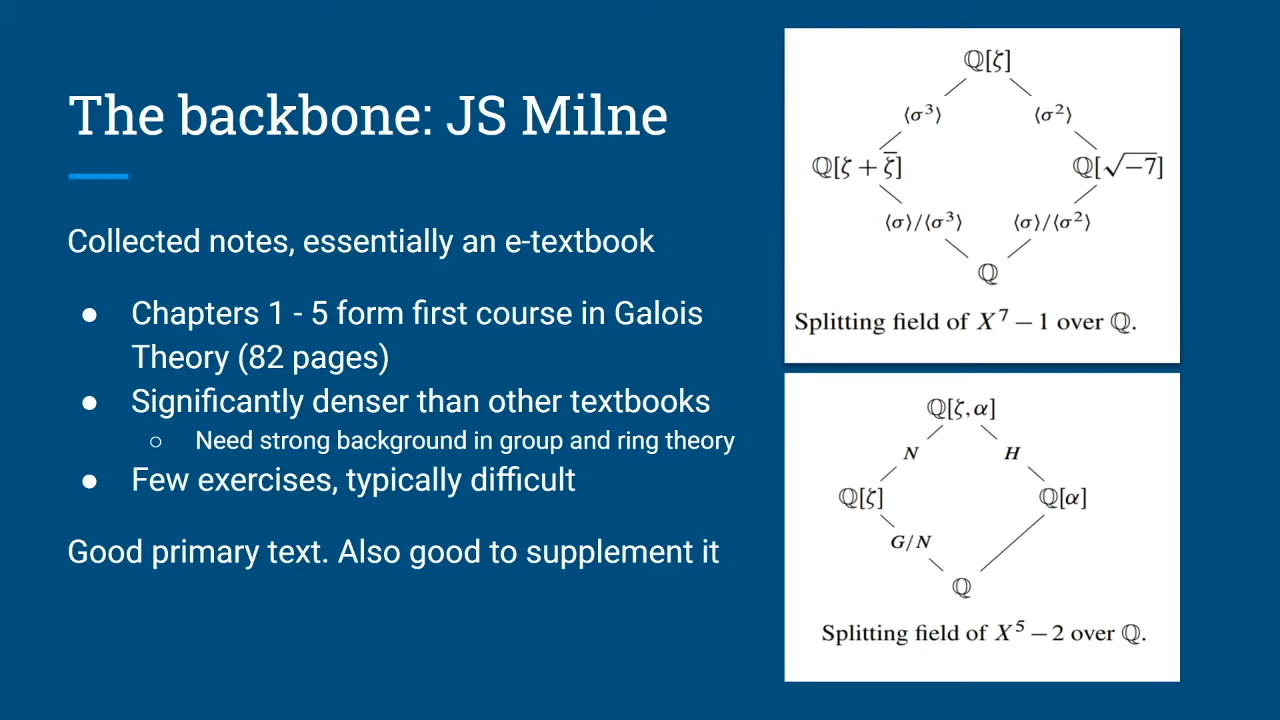 The backbone: JS Milne
Collected notes, essentially an e-textbook
● Chapters 1 - 5 form first course in Galois
Theory (82 pages)
● Significantly denser than other textbooks
○ Need strong background in group and ring theory
● Few exercises, typically difficult
Good primary text. Also good to supplement it
ℚ[ζ]
⟨σ³⟩ ⟨σ²⟩
ℚ[ζ + ζ̅] ℚ[√−7]
⟨σ⟩/⟨σ³⟩ ⟨σ⟩/⟨σ²⟩
ℚ
Splitting field of X⁷ − 1 over ℚ.
ℚ[ζ, α]
N H
ℚ[ζ] ℚ[α]
G/N
ℚ
Splitting field of X⁵ − 2 over ℚ.